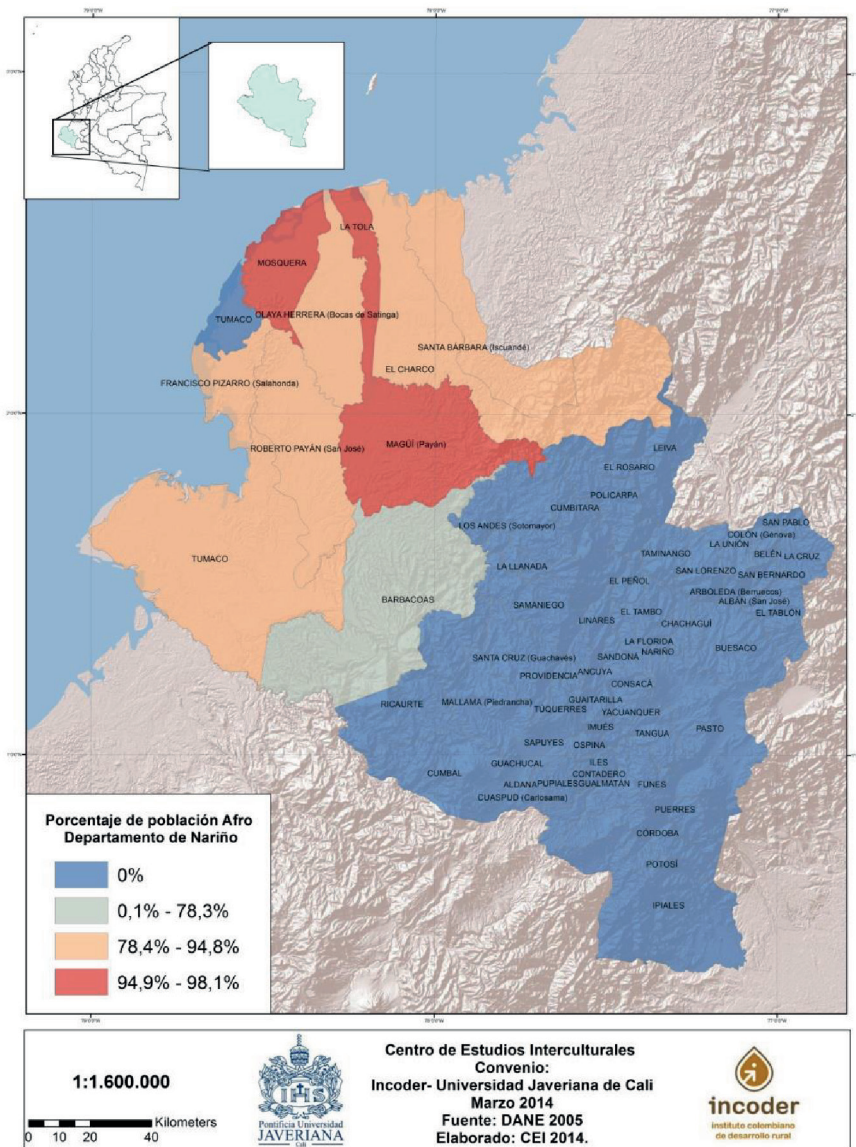 LA TOLA
MOSQUERA
OLAYA HERRERA (Bocas de Satinga)
TUMACO
SANTA BÁRBARA (Iscuandé)
EL CHARCO
FRANCISCO PIZARRO (Salahonda)
ROBERTO PAYÁN (San José)
MAGÜÍ (Payán)
LEIVA
EL ROSARIO
POLICARPA
CUMBITARA
LOS ANDES (Sotomayor)
SAN PABLO
COLÓN (Génova)
LA UNIÓN
BELÉN
LA CRUZ
TAMINANGO
TUMACO
LA LLANADA
SAN LORENZO
SAN BERNARDO
EL PEÑOL
BARBACOAS
ARBOLEDA (Berruecos)
ALBÁN (San José)
SAMANIEGO
EL TAMBO
EL TABLÓN
LINARES
CHACHAGUÍ
LA FLORIDA
NARIÑO
BUESACO
SANTA CRUZ (Guachavés)
SANDONÁ
PROVIDENCIA
ANCUYA
CONSACÁ
RICAURTE
MALLAMA (Piedrancha)
GUAITARILLA
TÚQUERRES
YACUANQUER
IMUÉS
TANGUA
PASTO
SAPUYES
OSPINA
GUACHUCAL
ILES
CUMBAL
CONTADERO
ALDANA
PUPIALES
GUALMATÁN
FUNES
CUASPUD (Carlosama)
PUERRES
CÓRDOBA
POTOSÍ
IPIALES
Porcentaje de población Afro
Departamento de Nariño
0%
0,1% - 78,3%
78,4% - 94,8%
94,9% - 98,1%
1:1.600.000
Kilometers
0 10 20 40
IHS
Pontificia Universidad
JAVERIANA
Cali
Centro de Estudios Interculturales
Convenio:
Incoder- Universidad Javeriana de Cali
Marzo 2014
Fuente: DANE 2005
Elaborado: CEI 2014.
incoder
instituto colombiano
de desarrollo rural